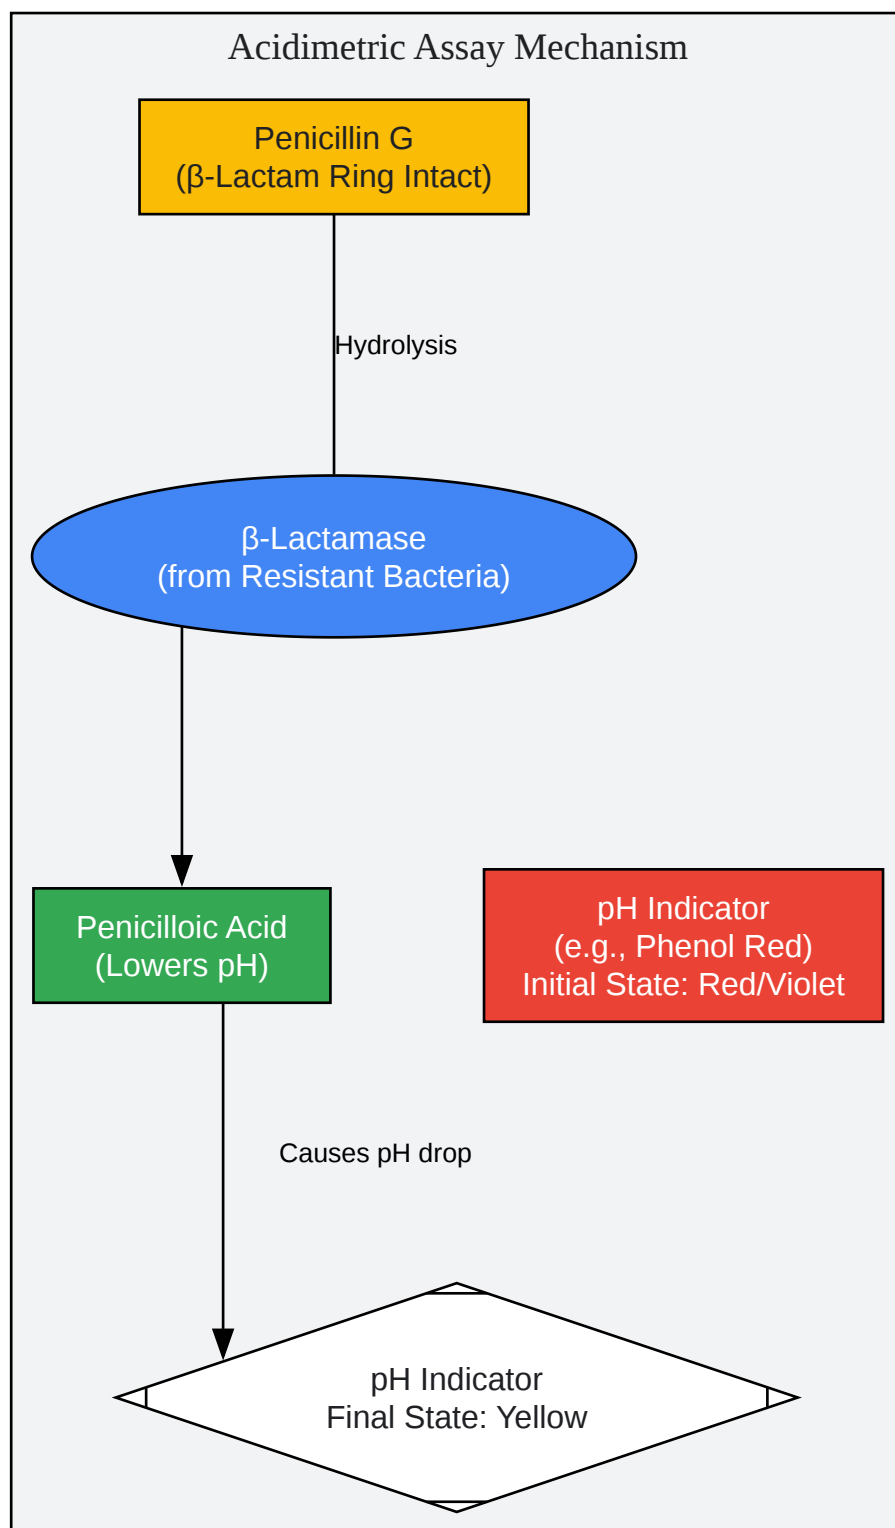 Acidimetric Assay Mechanism
Penicillin G
(β-Lactam Ring Intact)
Hydrolysis
β-Lactamase
(from Resistant Bacteria)
Penicilloic Acid
(Lowers pH)
pH Indicator
(e.g., Phenol Red)
Initial State: Red/Violet
Causes pH drop
pH Indicator
Final State: Yellow